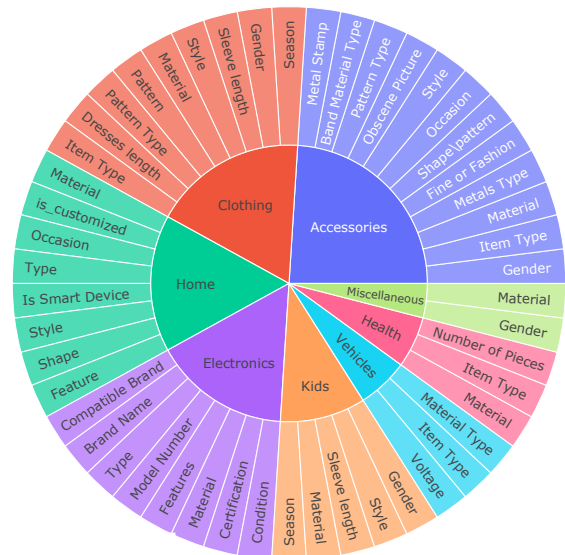 Accessories
Metal Stamp
Band Material Type
Pattern Type
Obscene Picture
Style
Occasion
Shape\pattern
Fine or Fashion
Metals Type
Material
Item Type
Gender
Miscellaneous
Material
Gender
Health
Number of Pieces
Item Type
Material
Vehicles
Material Type
Item Type
Voltage
Kids
Gender
Style
Sleeve length
Material
Season
Electronics
Condition
Certification
Material
Features
Model Number
Type
Brand Name
Compatible Brand
Home
Feature
Shape
Style
Is Smart Device
Type
Occasion
is_customized
Material
Clothing
Item Type
Dresses length
Pattern Type
Pattern
Material
Style
Sleeve length
Gender
Season